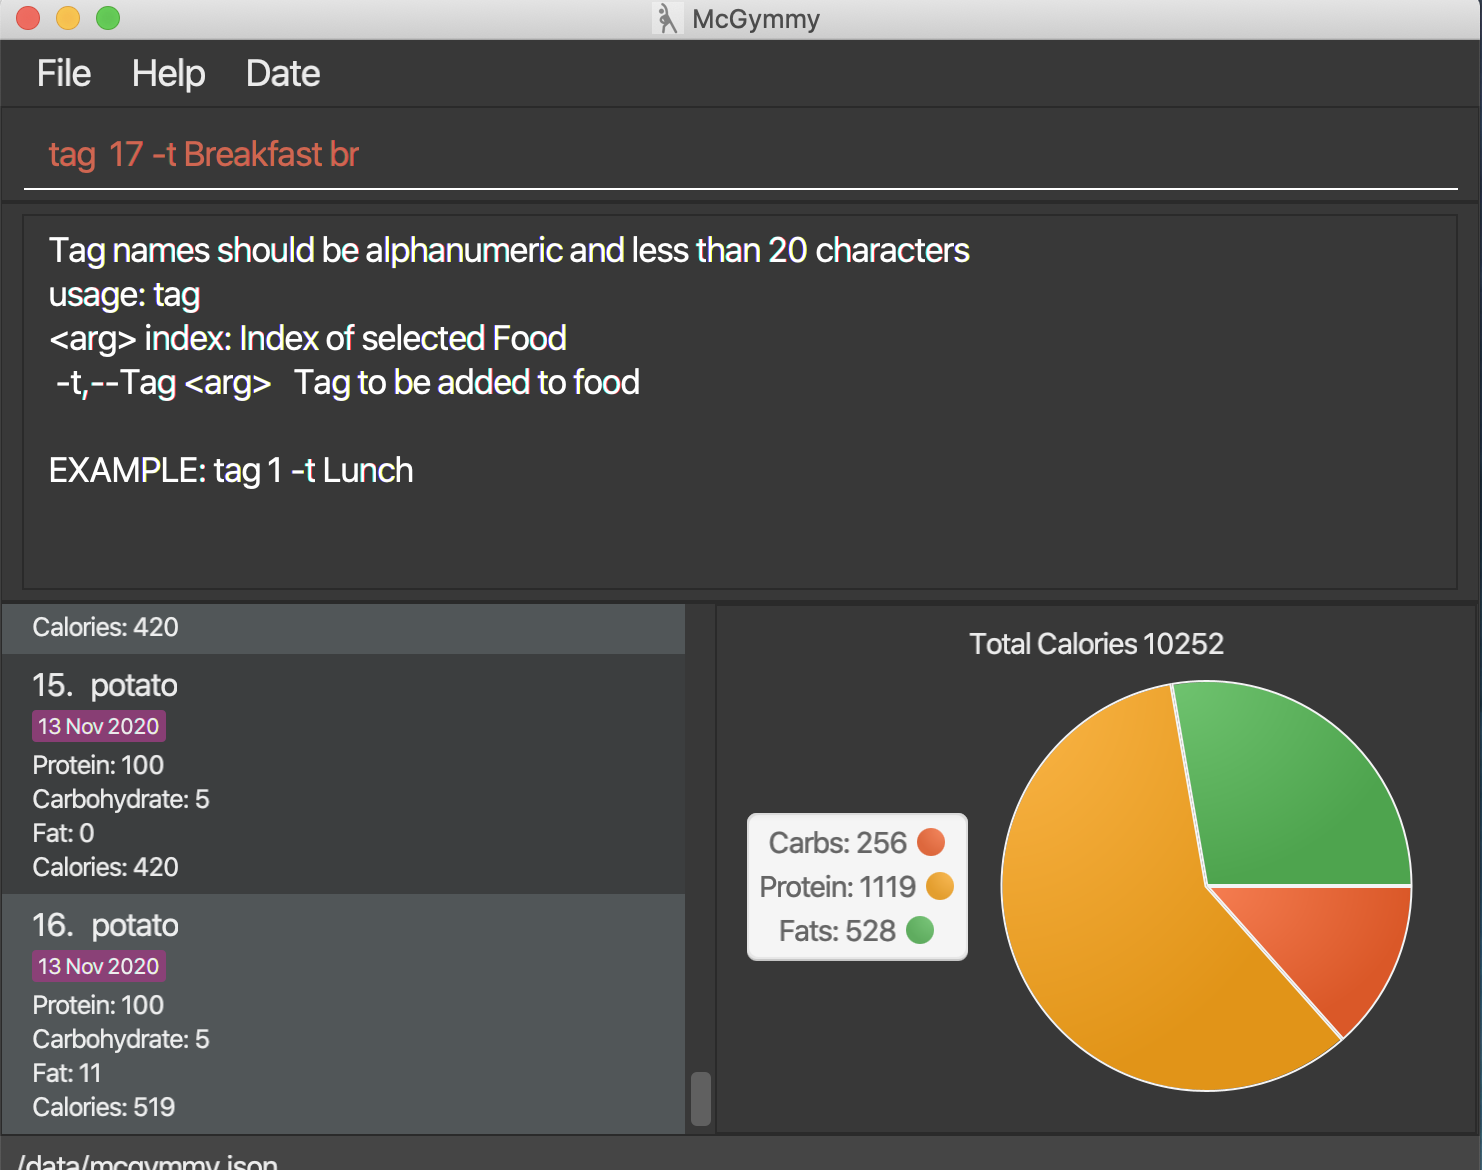 McGymmy
File Help Date
tag 17 -t Breakfast br
Tag names should be alphanumeric and less than 20 characters
usage: tag
<arg> index: Index of selected Food
-t,--Tag <arg> Tag to be added to food
EXAMPLE: tag 1 -t Lunch
Calories: 420
15. potato
13 Nov 2020
Protein: 100
Carbohydrate: 5
Fat: 0
Calories: 420
16. potato
13 Nov 2020
Protein: 100
Carbohydrate: 5
Fat: 11
Calories: 519
Total Calories 10252
Carbs: 256
Protein: 1119
Fats: 528
/data/mcgymmy.json